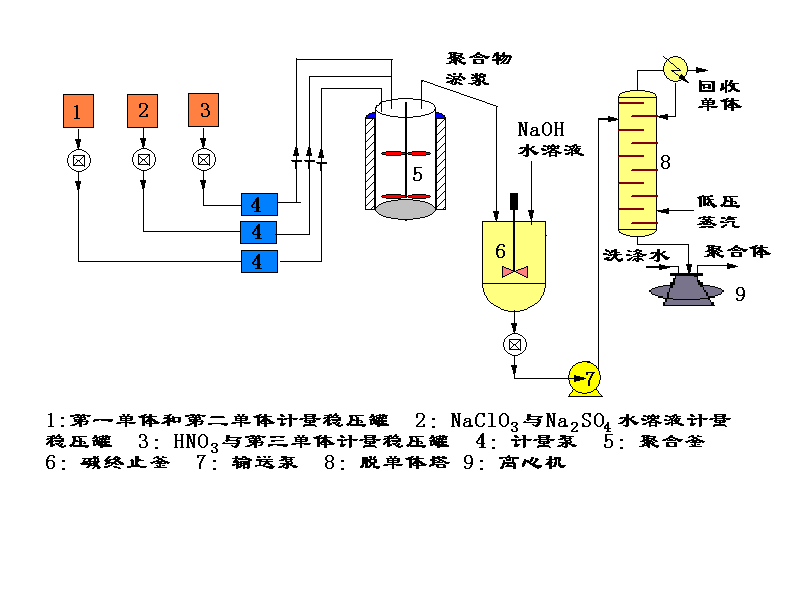 聚合物
淤浆
回收
单体
1
2
3
NaOH
水溶液
5
8
4
低压
蒸汽
4
6
洗涤水
聚合体
4
9
7
1:第一单体和第二单体计量稳压罐 2: NaClO3与Na2SO4水溶液计量
稳压罐 3: HNO3与第三单体计量稳压罐 4: 计量泵 5: 聚合釜
6: 碱终止釜 7: 输送泵 8: 脱单体塔 9: 离心机